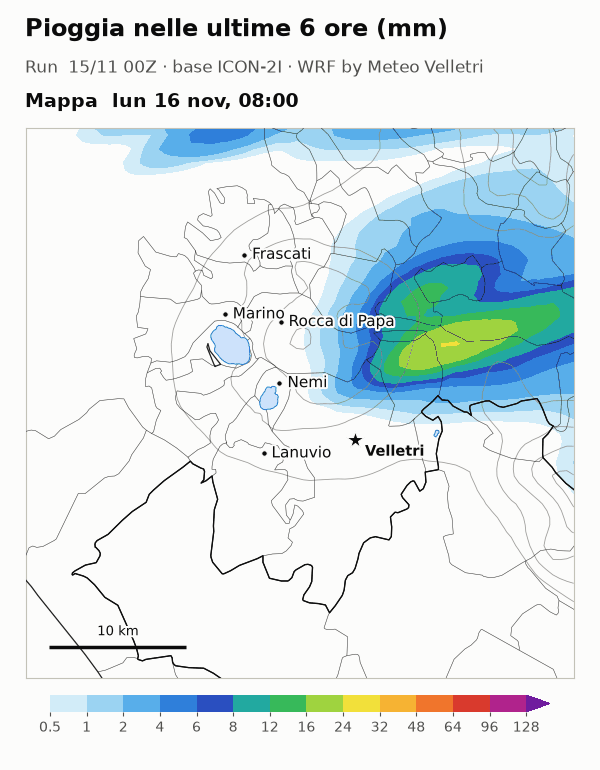 Pioggia nelle ultime 6 ore (mm)
Run  15/11 00Z · base ICON-2I · WRF by Meteo Velletri
Mappa  lun 16 nov, 08:00
Frascati
Marino
Rocca di Papa
Nemi
Velletri
Lanuvio
10 km
0.5 1 2 4 6 8 12 16 24 32 48 64 96 128